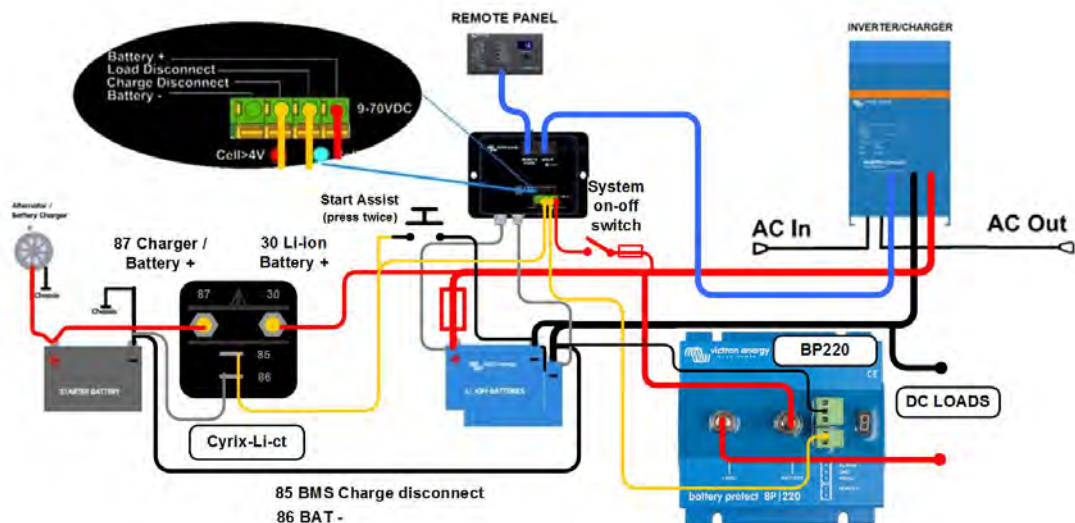 REMOTE PANEL
INVERTER/CHARGER
Battery +
Load Disconnect
Charge Disconnect
Battery -
9-70VDC
Cell>4V
Alternator /
Battery Charger
Chassis
Chassis
87 Charger /
Battery +
30 Li-ion
Battery +
Start Assist
(press twice)
System
on-off
switch
AC In
AC Out
87
30
85
86
STARTER BATTERY
LI-ION BATTERIES
Cyrix-Li-ct
victron energy
BP220
CE
DC LOADS
LOAD
BATTERY
battery protect BP|220
85 BMS Charge disconnect
86 BAT -